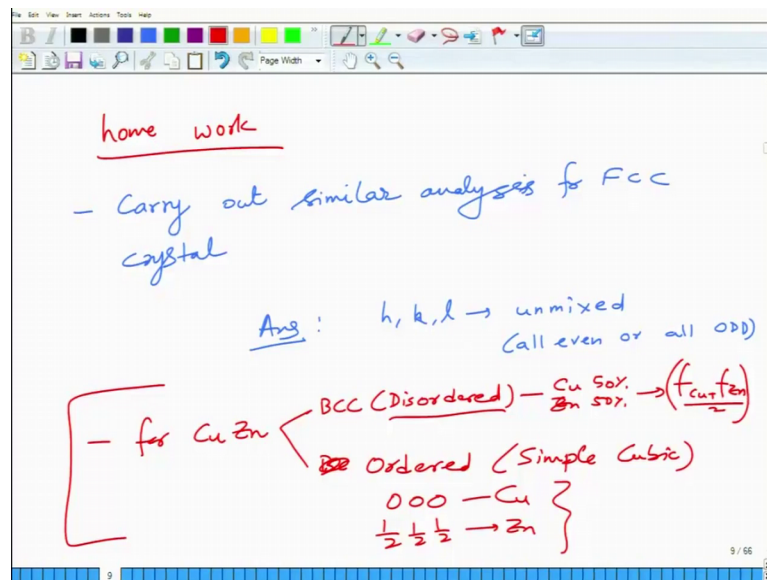 File Edit View Insert Actions Tools Help
B I
Page Width
home work
- Carry out similar analysis for FCC
crystal
Ans : h, k, l → unmixed
(all even or all ODD)
- for CuZn
BCC (Disordered) - Cu 50%. Zn 50%. → (fCu+fZn / 2)
Ordered (Simple Cubic)
000 - Cu
1/2 1/2 1/2 → Zn
9 / 66
9